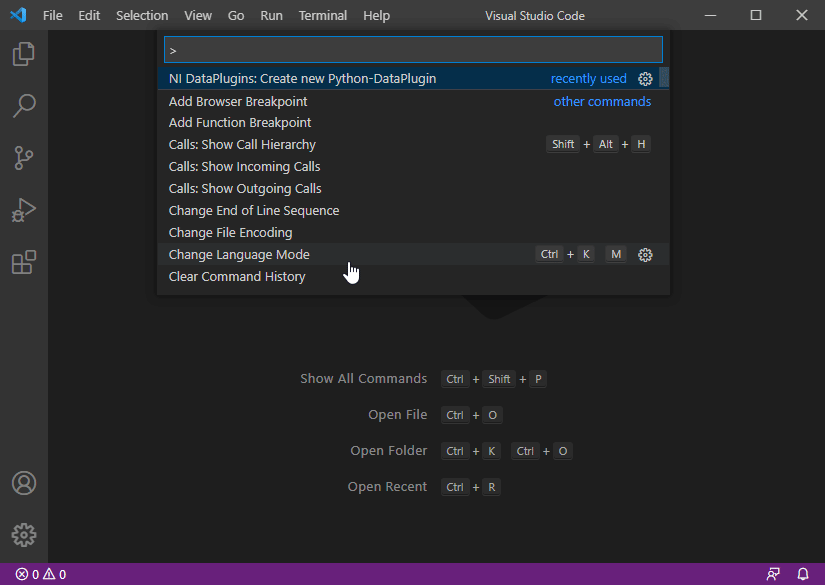 File Edit Selection View Go Run Terminal Help Visual Studio Code
>
NI DataPlugins: Create new Python-DataPlugin recently used
Add Browser Breakpoint other commands
Add Function Breakpoint
Calls: Show Call Hierarchy Shift + Alt + H
Calls: Show Incoming Calls
Calls: Show Outgoing Calls
Change End of Line Sequence
Change File Encoding
Change Language Mode Ctrl + K M
Clear Command History
Show All Commands Ctrl + Shift + P
Open File Ctrl + O
Open Folder Ctrl + K Ctrl + O
Open Recent Ctrl + R
0 0